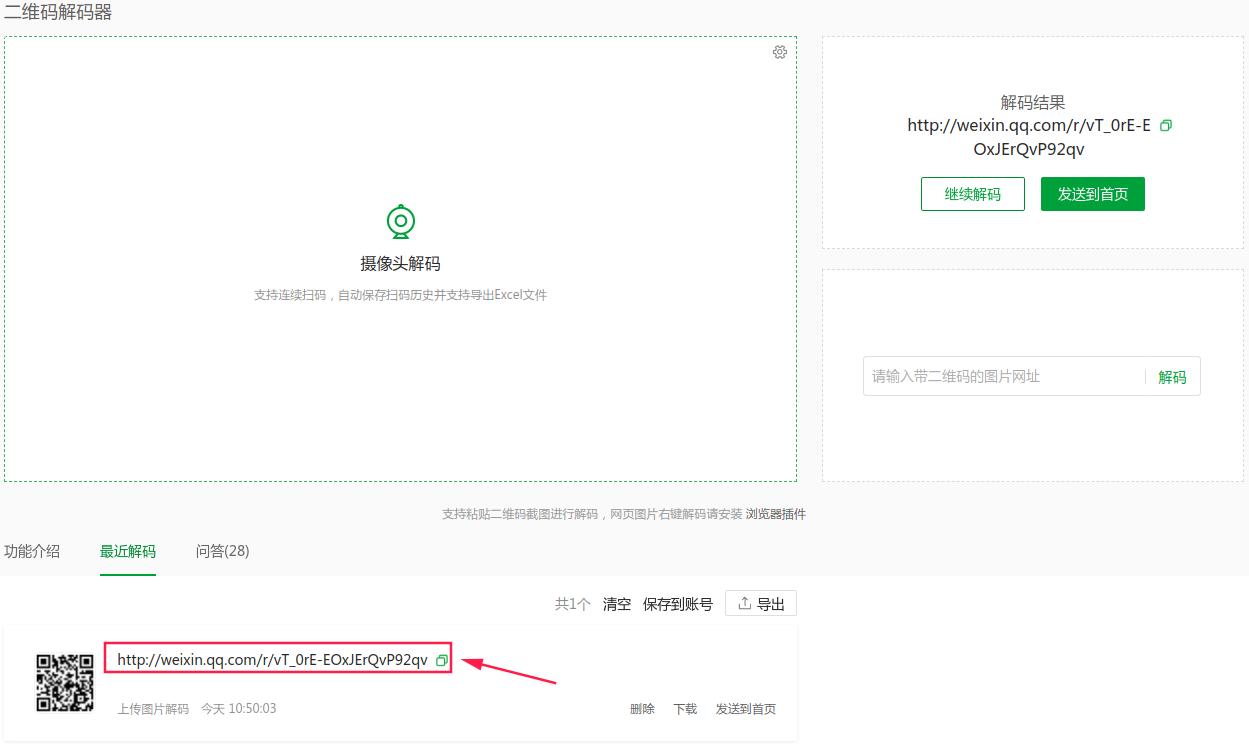 二维码解码器
摄像头解码
支持连续扫码，自动保存扫码历史并支持导出Excel文件
解码结果
http://weixin.qq.com/r/vT_0rE-E
OxJErQvP92qv
继续解码 发送到首页
请输入带二维码的图片网址 解码
支持粘贴二维码截图进行解码，网页图片右键解码请安装 浏览器插件
功能介绍 最近解码 问答(28)
共1个 清空 保存到账号 导出
http://weixin.qq.com/r/vT_0rE-EOxJErQvP92qv
上传图片解码 今天 10:50:03 删除 下载 发送到首页